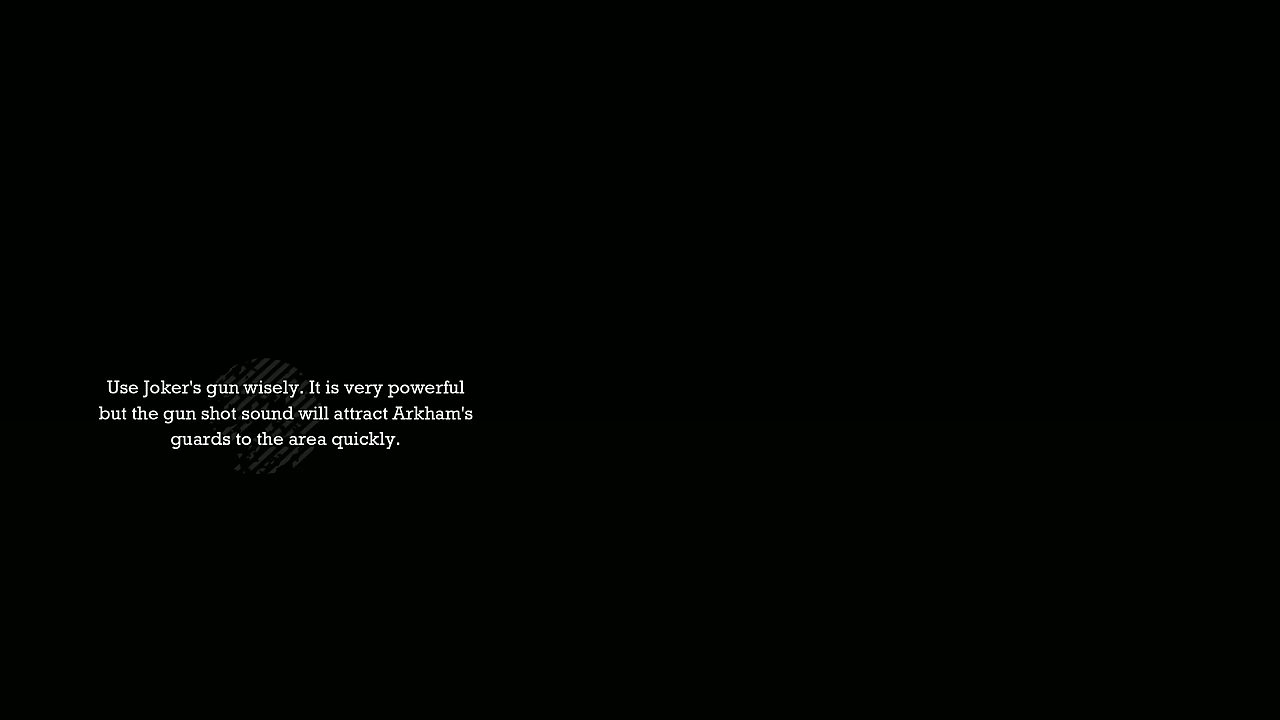 Use Joker's gun wisely. It is very powerful
but the gun shot sound will attract Arkham's
guards to the area quickly.